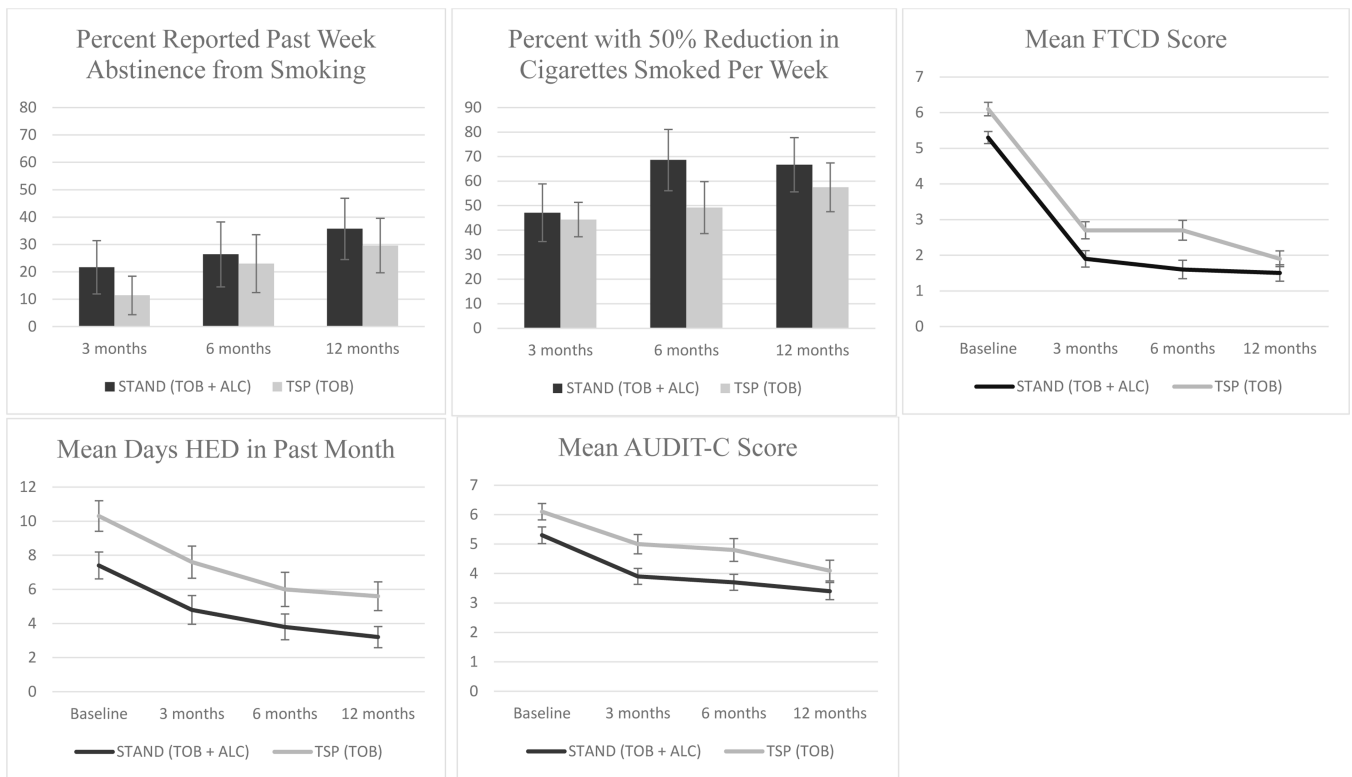 Percent Reported Past Week
Abstinence from Smoking
80
70
60
50
40
30
20
10
0
3 months 6 months 12 months
STAND (TOB + ALC) TSP (TOB)
Percent with 50% Reduction in
Cigarettes Smoked Per Week
90
80
70
60
50
40
30
20
10
0
3 months 6 months 12 months
STAND (TOB + ALC) TSP (TOB)
Mean FTCD Score
7
6
5
4
3
2
1
0
Baseline 3 months 6 months 12 months
STAND (TOB + ALC) TSP (TOB)
Mean Days HED in Past Month
12
10
8
6
4
2
0
Baseline 3 months 6 months 12 months
STAND (TOB + ALC) TSP (TOB)
Mean AUDIT-C Score
7
6
5
4
3
2
1
0
Baseline 3 months 6 months 12 months
STAND (TOB + ALC) TSP (TOB)